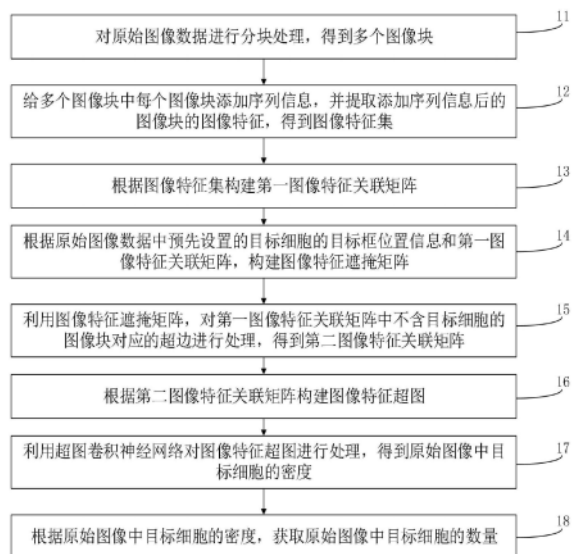 对原始图像数据进行分块处理，得到多个图像块
11
给多个图像块中每个图像块添加序列信息，并提取添加序列信息后的
图像块的图像特征，得到图像特征集
12
根据图像特征集构建第一图像特征关联矩阵
13
根据原始图像数据中预先设置的目标细胞的目标框位置信息和第一图
像特征关联矩阵，构建图像特征遮掩矩阵
14
利用图像特征遮掩矩阵，对第一图像特征关联矩阵中不含目标细胞的
图像块对应的超边进行处理，得到第二图像特征关联矩阵
15
根据第二图像特征关联矩阵构建图像特征超图
16
利用超图卷积神经网络对图像特征超图进行处理，得到原始图像中目
标细胞的密度
17
根据原始图像中目标细胞的密度，获取原始图像中目标细胞的数量
18